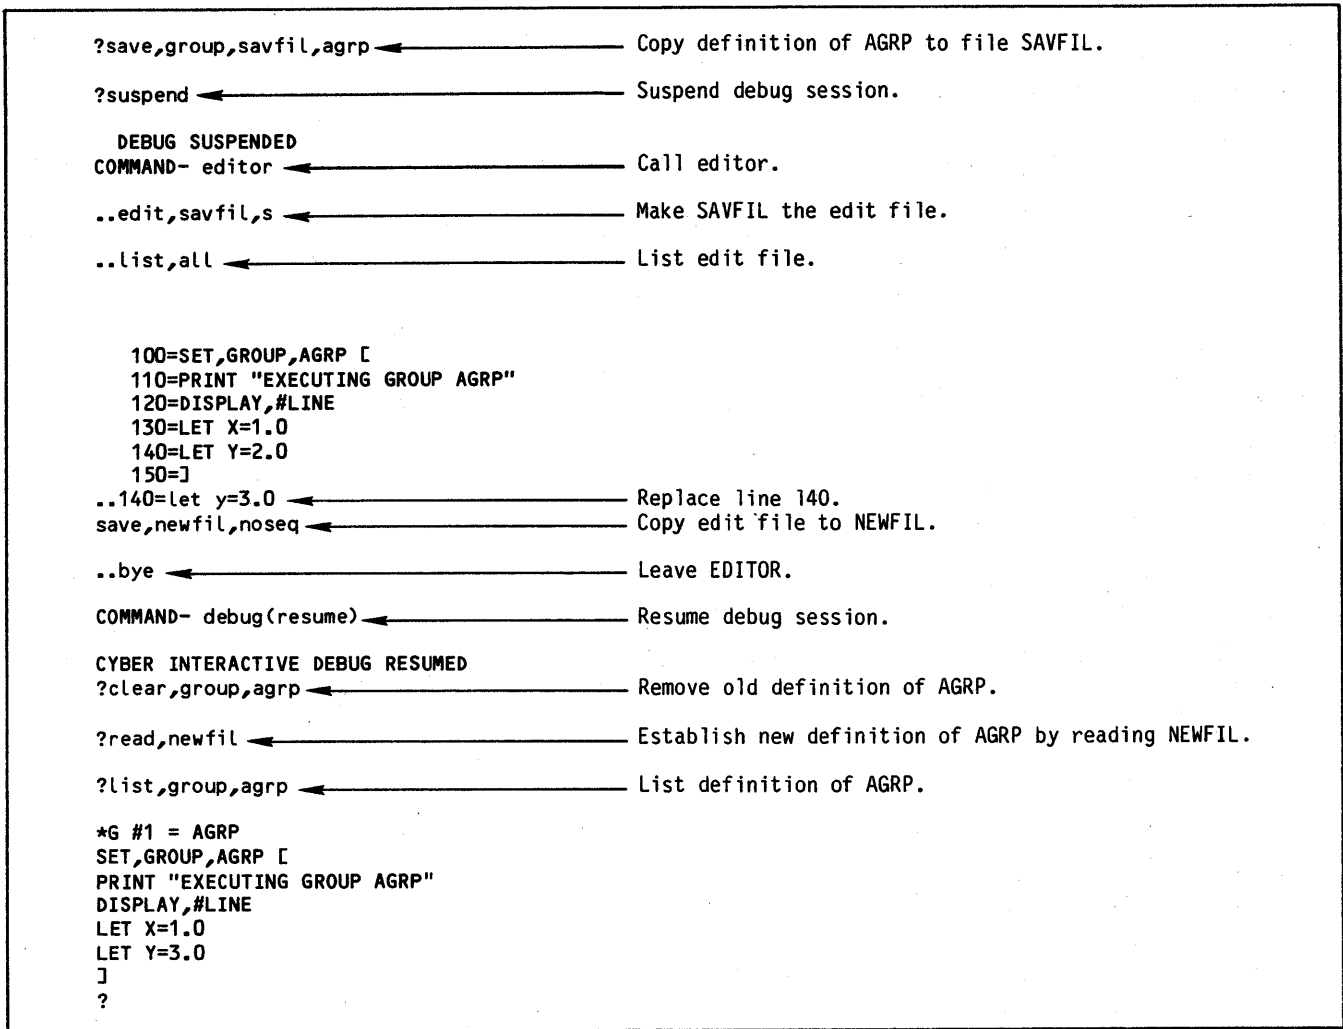 ?save,group,savfil,agrp Copy definition of AGRP to file SAVFIL.
?suspend Suspend debug session.
DEBUG SUSPENDED
COMMAND- editor Call editor.
..edit,savfil,s Make SAVFIL the edit file.
..list,all List edit file.
100=SET,GROUP,AGRP [
110=PRINT "EXECUTING GROUP AGRP"
120=DISPLAY,#LINE
130=LET X=1.0
140=LET Y=2.0
150=]
..140=let y=3.0 Replace line 140.
save,newfil,noseq Copy edit file to NEWFIL.
..bye Leave EDITOR.
COMMAND- debug(resume) Resume debug session.
CYBER INTERACTIVE DEBUG RESUMED
?clear,group,agrp Remove old definition of AGRP.
?read,newfil Establish new definition of AGRP by reading NEWFIL.
?list,group,agrp List definition of AGRP.
*G #1 = AGRP
SET,GROUP,AGRP [
PRINT "EXECUTING GROUP AGRP"
DISPLAY,#LINE
LET X=1.0
LET Y=3.0
]
?